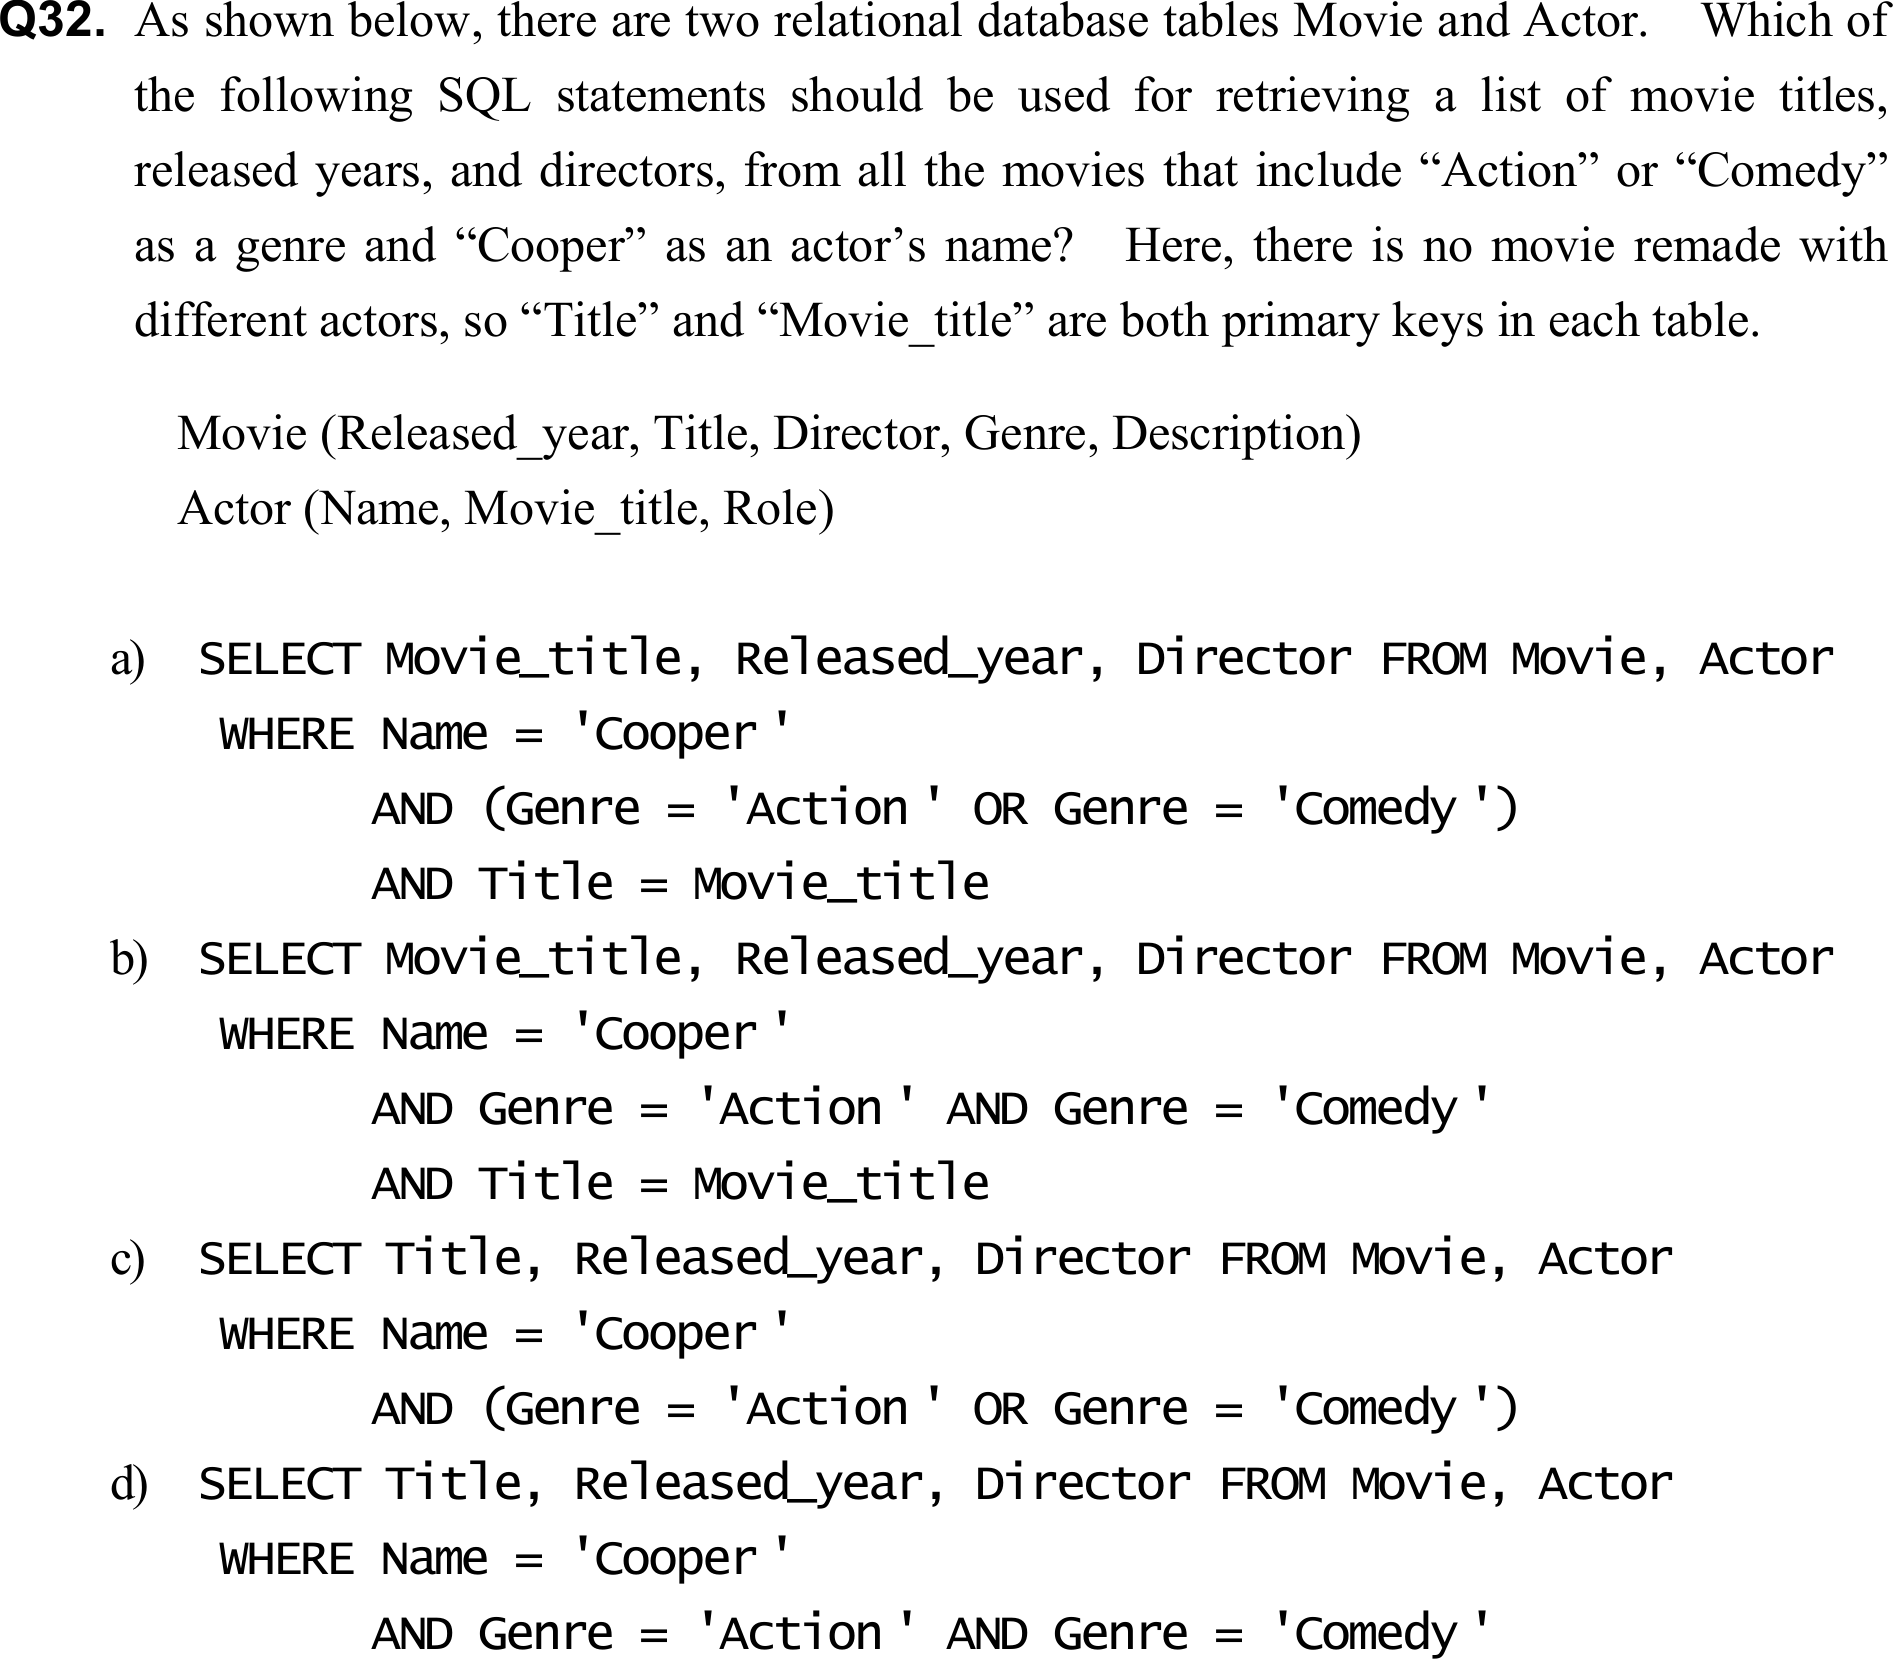 Q32. As shown below, there are two relational database tables Movie and Actor. Which of
the following SQL statements should be used for retrieving a list of movie titles,
released years, and directors, from all the movies that include “Action” or “Comedy”
as a genre and “Cooper” as an actor’s name? Here, there is no movie remade with
different actors, so “Title” and “Movie_title” are both primary keys in each table.
Movie (Released_year, Title, Director, Genre, Description)
Actor (Name, Movie_title, Role)
a) SELECT Movie_title, Released_year, Director FROM Movie, Actor
WHERE Name = 'Cooper'
AND (Genre = 'Action' OR Genre = 'Comedy')
AND Title = Movie_title
b) SELECT Movie_title, Released_year, Director FROM Movie, Actor
WHERE Name = 'Cooper'
AND Genre = 'Action' AND Genre = 'Comedy'
AND Title = Movie_title
c) SELECT Title, Released_year, Director FROM Movie, Actor
WHERE Name = 'Cooper'
AND (Genre = 'Action' OR Genre = 'Comedy')
d) SELECT Title, Released_year, Director FROM Movie, Actor
WHERE Name = 'Cooper'
AND Genre = 'Action' AND Genre = 'Comedy'